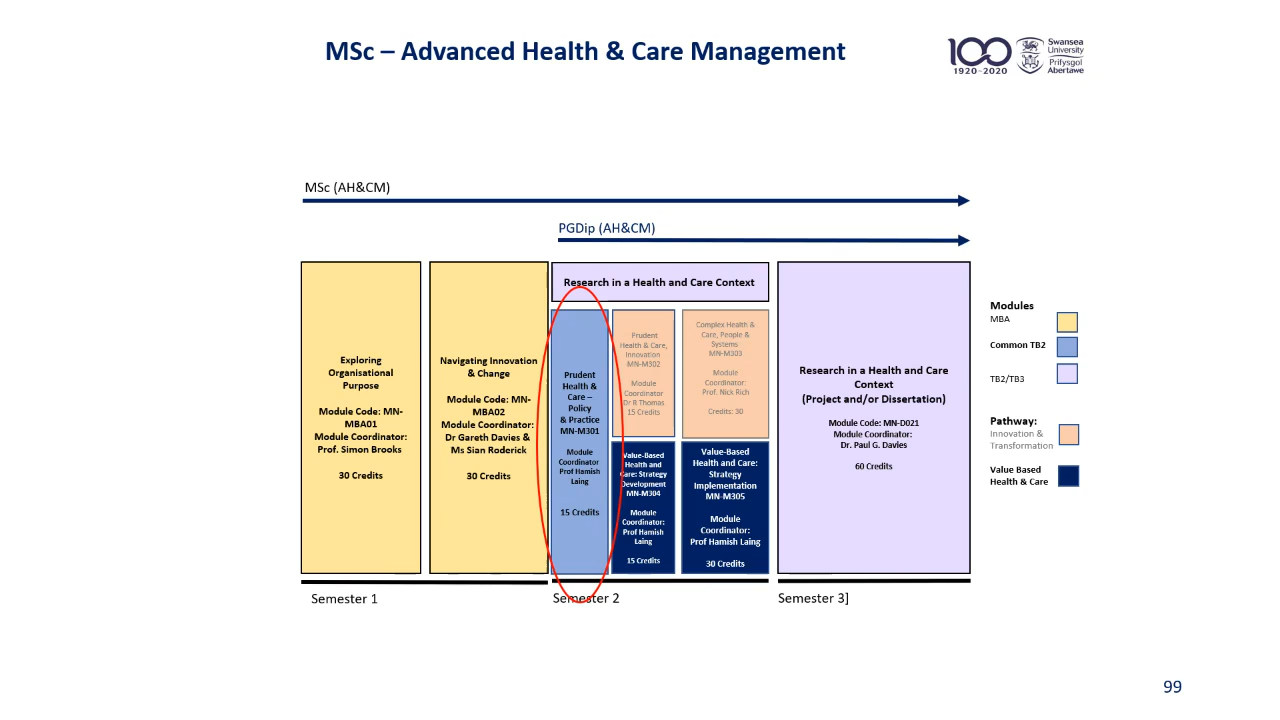 MSc – Advanced Health & Care Management
100
1920-2020
Swansea
University
Prifysgol
Abertawe
MSc (AH&CM)
PGDip (AH&CM)
Exploring
Organisational
Purpose
Module Code: MN-
MBA01
Module Coordinator:
Prof. Simon Brooks
30 Credits
Navigating Innovation
& Change
Module Code: MN-
MBA02
Module Coordinator:
Dr Gareth Davies &
Ms Sian Roderick
30 Credits
Research in a Health and Care Context
Prudent
Health &
Care –
Policy
& Practice
MN-M301
Module
Coordinator
Prof Hamish
Laing
15 Credits
Prudent
Health & Care,
Innovation
MN-M302
Module
Coordinator
Dr R Thomas
15 Credits
Complex Health &
Care, People &
Systems
MN-M303
Module
Coordinator:
Prof. Nick Rich
Credits: 30
Value-Based
Health and
Care: Strategy
Development
MN-M304
Module
Coordinator:
Prof Hamish
Laing
15 Credits
Value-Based
Health and Care:
Strategy
Implementation
MN-M305
Module
Coordinator:
Prof Hamish Laing
30 Credits
Research in a Health and Care
Context
(Project and/or Dissertation)
Module Code: MN-D021
Module Coordinator:
Dr. Paul G. Davies
60 Credits
Modules
MBA
Common TB2
TB2/TB3
Pathway:
Innovation &
Transformation
Value Based
Health & Care
Semester 1
Semester 2
Semester 3]
99